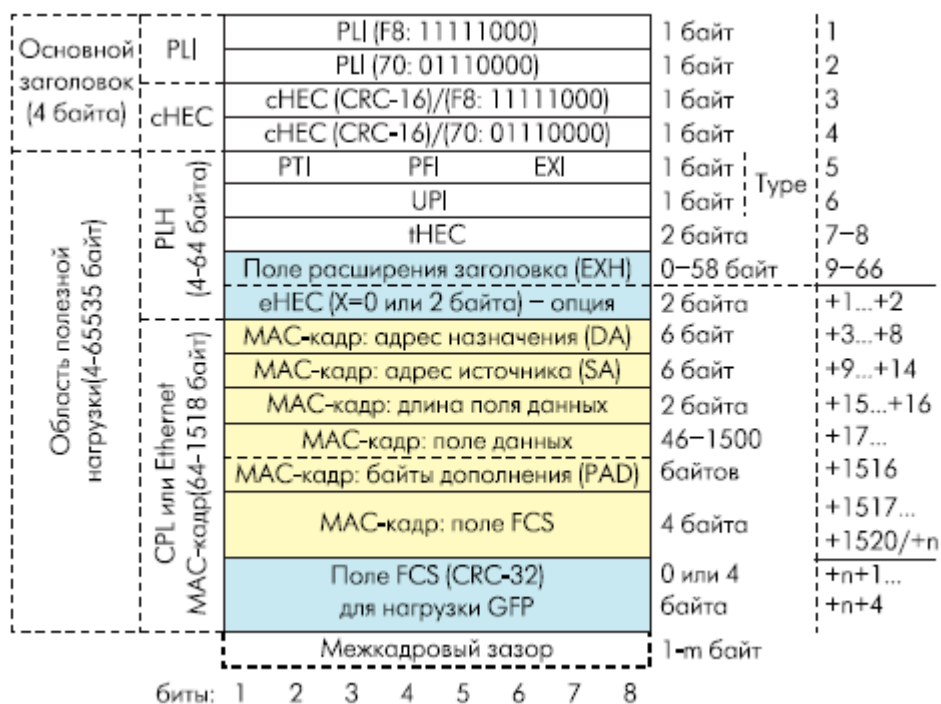 Основной заголовок (4 байта)
PLI
PLI (F8: 11111000)
1 байт
1
PLI (70: 01110000)
1 байт
2
cHEC
cHEC (CRC-16)/(F8: 11111000)
1 байт
3
cHEC (CRC-16)/(70: 01110000)
1 байт
4
Область полезной нагрузки(4-65535 байт)
PLH (4-64 байта)
PTI PFI EXI
1 байт
Type
5
UPI
1 байт
6
tHEC
2 байта
7–8
Поле расширения заголовка (EXH)
0–58 байт
9–66
eHEC (X=0 или 2 байта) – опция
2 байта
+1...+2
CPL или Ethernet MAC-кадр(64-1518 байт)
МАС-кадр: адрес назначения (DA)
6 байт
+3...+8
МАС-кадр: адрес источника (SA)
6 байт
+9...+14
МАС-кадр: длина поля данных
2 байта
+15...+16
МАС-кадр: поле данных
46–1500
+17...
МАС-кадр: байты дополнения (PAD)
байтов
+1516
МАС-кадр: поле FCS
4 байта
+1517...
+1520/+n
Поле FCS (CRC-32)
для нагрузки GFP
0 или 4
байта
+n+1...
+n+4
Межкадровый зазор
1-m байт
биты: 1 2 3 4 5 6 7 8